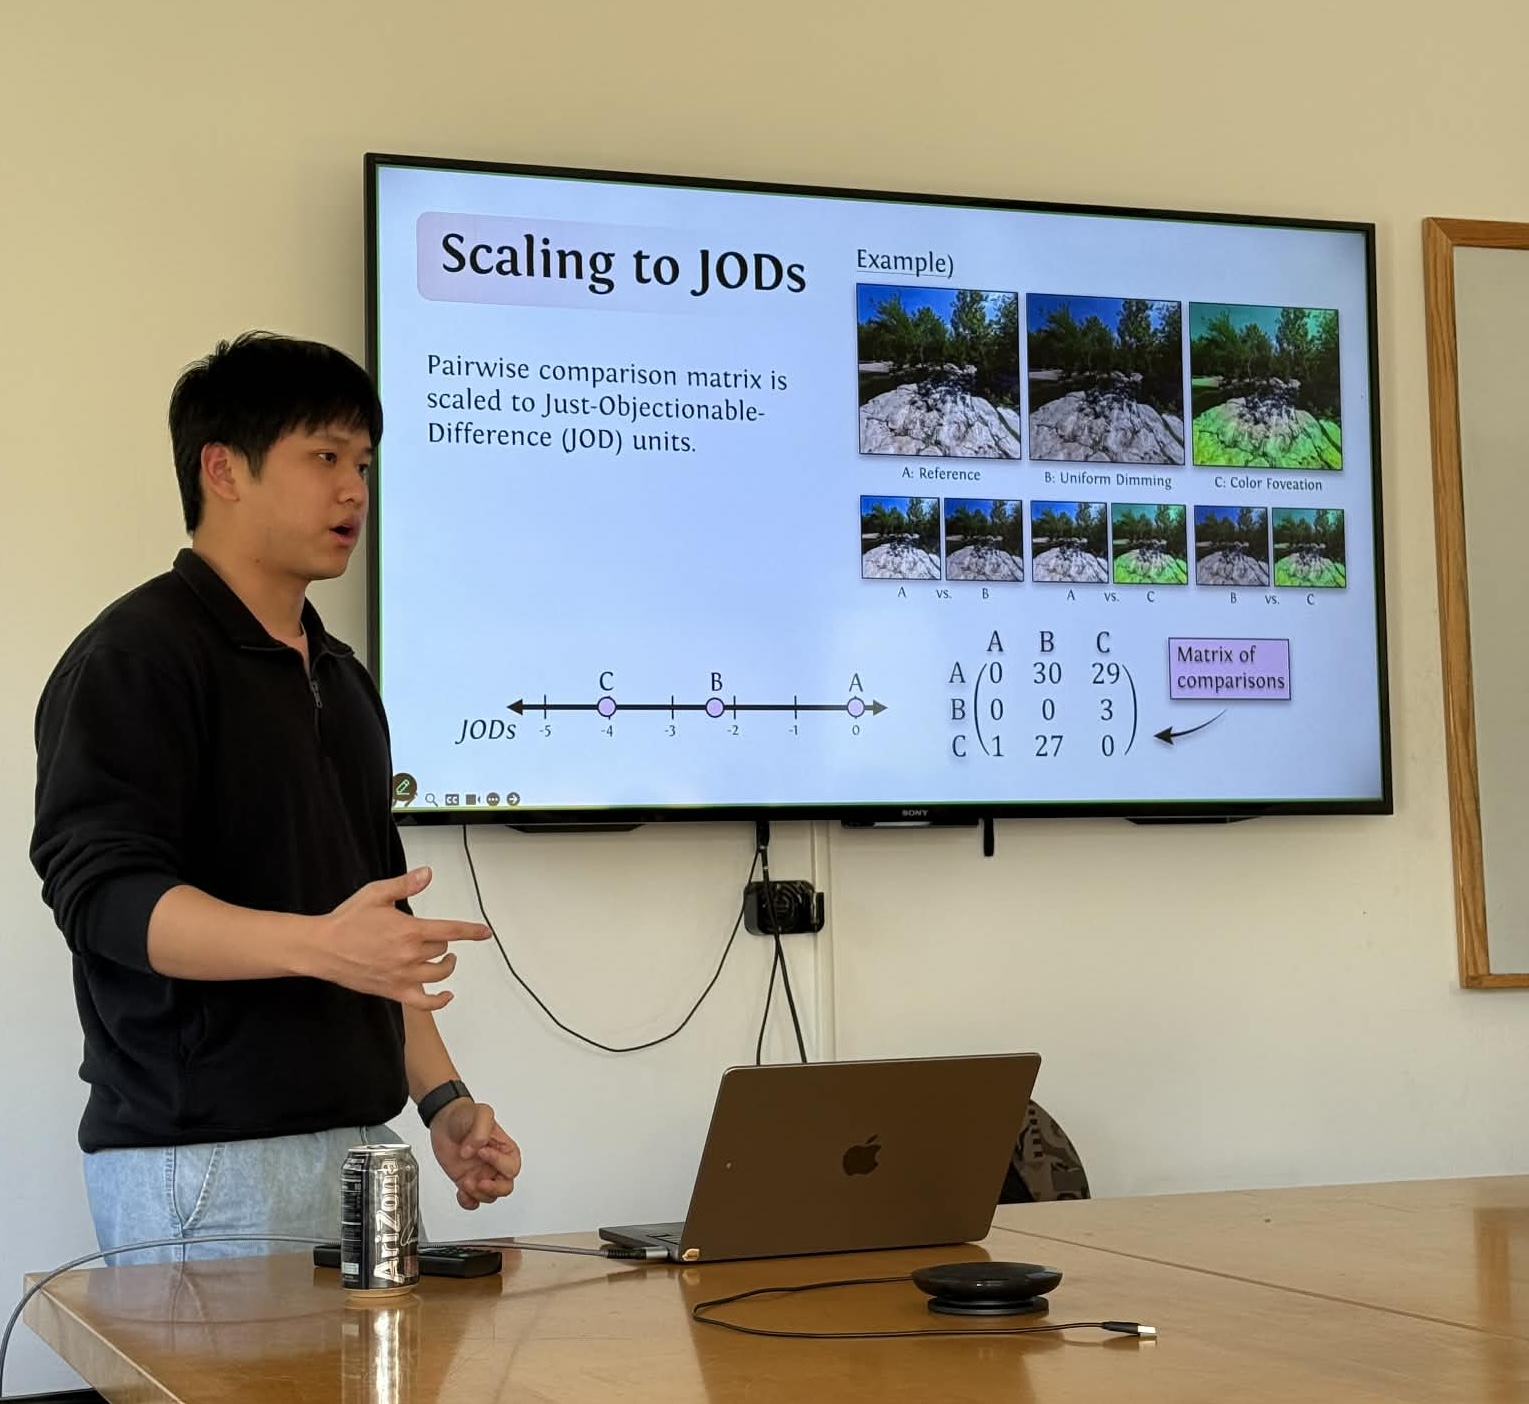 Scaling to JODs
Pairwise comparison matrix is
scaled to Just-Objectionable-
Difference (JOD) units.
Example)
A: Reference
B: Uniform Dimming
C: Color Foveation
A vs. B
A vs. C
B vs. C
C B A
JODs -5 -4 -3 -2 -1 0
A B C
A 0 30 29
B 0 0 3
C 1 27 0
Matrix of
comparisons
CC
SONY
AriZona